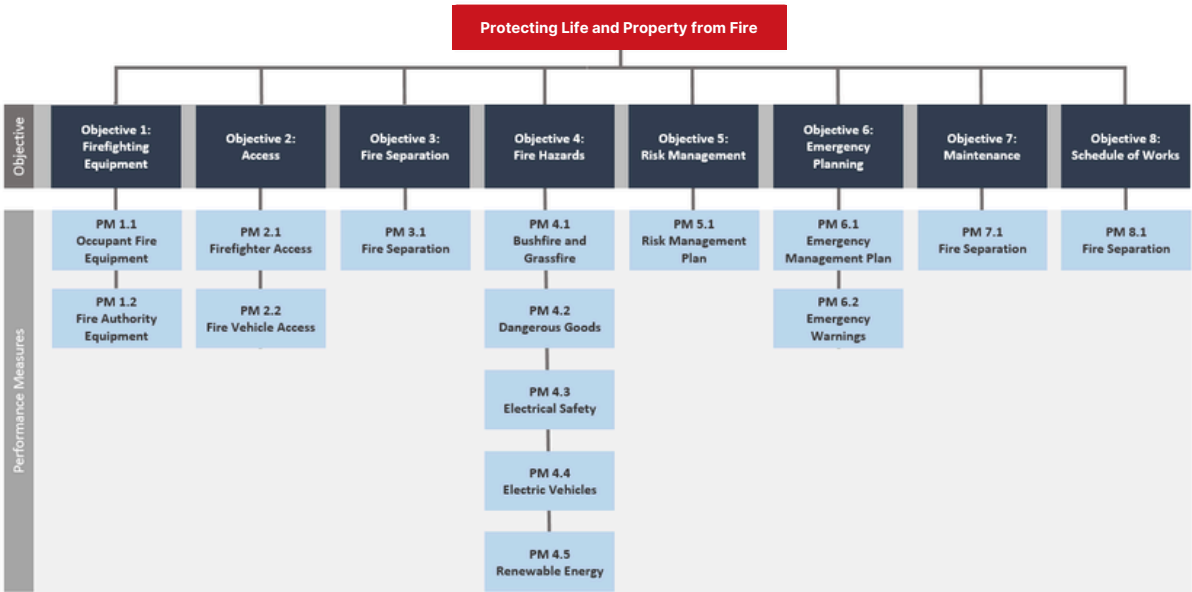 Protecting Life and Property from Fire
Objective
Objective 1:
Firefighting
Equipment
Objective 2:
Access
Objective 3:
Fire Separation
Objective 4:
Fire Hazards
Objective 5:
Risk Management
Objective 6:
Emergency
Planning
Objective 7:
Maintenance
Objective 8:
Schedule of Works
Performance Measures
PM 1.1
Occupant Fire
Equipment
PM 2.1
Firefighter Access
PM 3.1
Fire Separation
PM 4.1
Bushfire and
Grassfire
PM 5.1
Risk Management
Plan
PM 6.1
Emergency
Management Plan
PM 7.1
Fire Separation
PM 8.1
Fire Separation
PM 1.2
Fire Authority
Equipment
PM 2.2
Fire Vehicle Access
PM 4.2
Dangerous Goods
PM 6.2
Emergency
Warnings
PM 4.3
Electrical Safety
PM 4.4
Electric Vehicles
PM 4.5
Renewable Energy